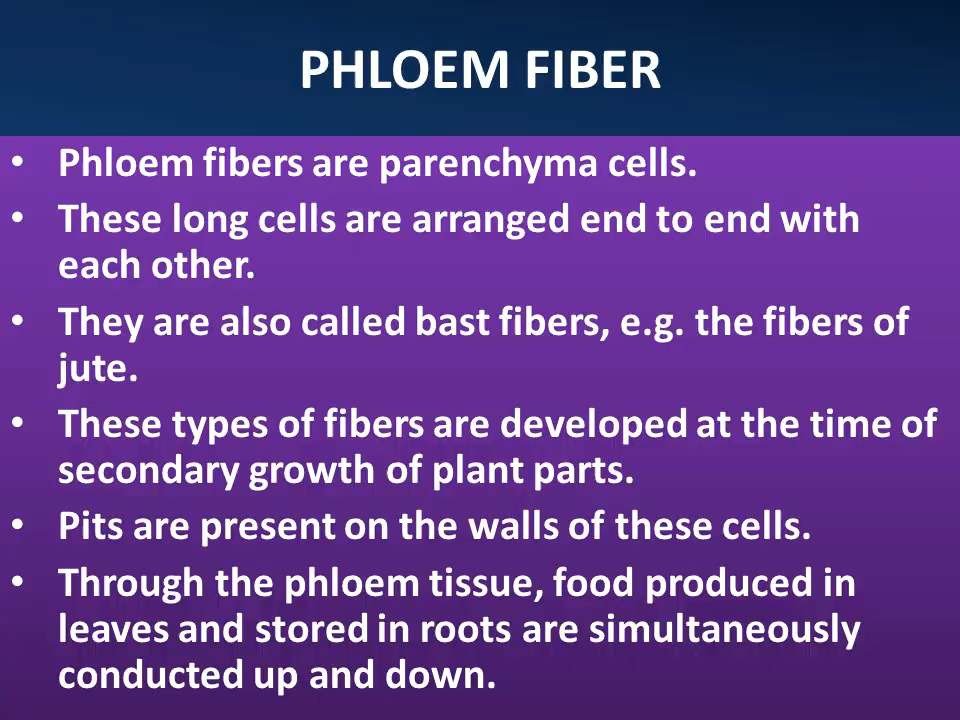 PHLOEM FIBER
• Phloem fibers are parenchyma cells.
• These long cells are arranged end to end with
each other.
• They are also called bast fibers, e.g. the fibers of
jute.
• These types of fibers are developed at the time of
secondary growth of plant parts.
• Pits are present on the walls of these cells.
• Through the phloem tissue, food produced in
leaves and stored in roots are simultaneously
conducted up and down.